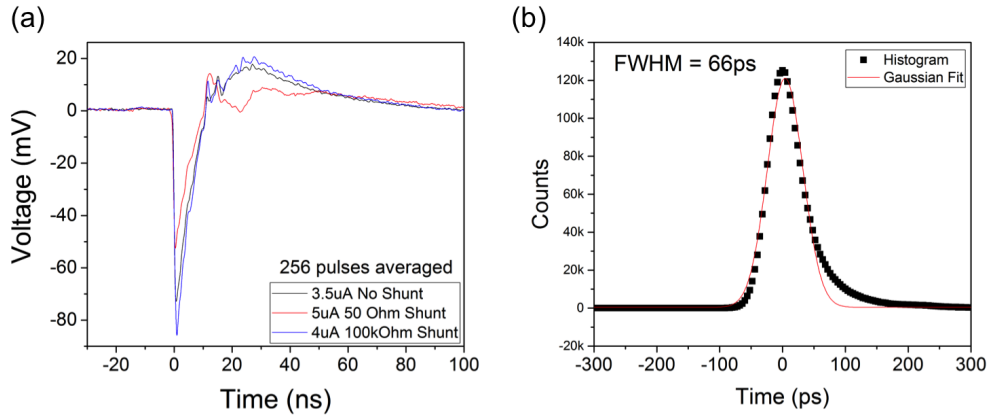 (a)
(b)
20
0
-20
-40
-60
-80
Voltage (mV)
256 pulses averaged
3.5uA No Shunt
5uA 50 Ohm Shunt
4uA 100kOhm Shunt
-20 0 20 40 60 80 100
Time (ns)
140k
120k
100k
80k
60k
40k
20k
0
-20k
Counts
FWHM = 66ps
Histogram
Gaussian Fit
-300 -200 -100 0 100 200 300
Time (ps)